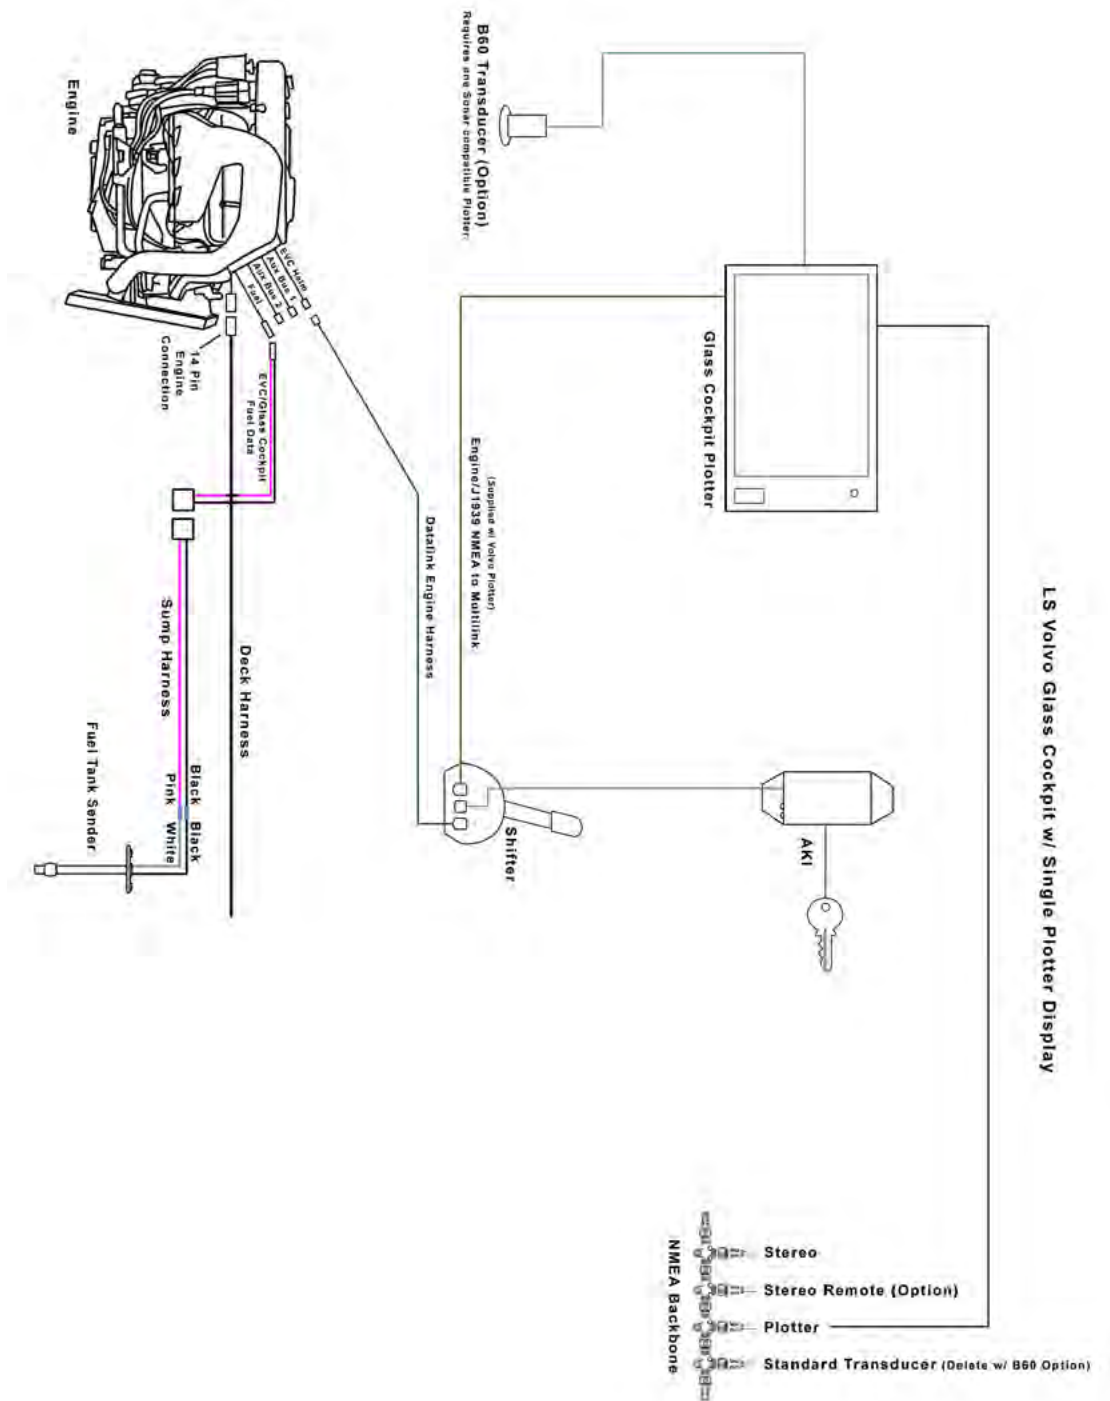 LS Volvo Glass Cockpit w/ Single Plotter Display
B60 Transducer (Option)
Requires one Sonar compatible Plotter
Engine
EVC Helm
Aux Bus 1
Aux Bus 2
Fuel
14 Pin
Engine
Connection
EVC/Glass Cockpit
Fuel Data
Glass Cockpit Plotter
(Supplied w/ Volvo Plotter)
Engine/J1939 NMEA to Multilink
Datalink Engine Harness
Deck Harness
Sump Harness
Black
Black
Pink
White
Fuel Tank Sender
Shifter
AKI
NMEA Backbone
Stereo
Stereo Remote (Option)
Plotter
Standard Transducer (Delete w/ B60 Option)